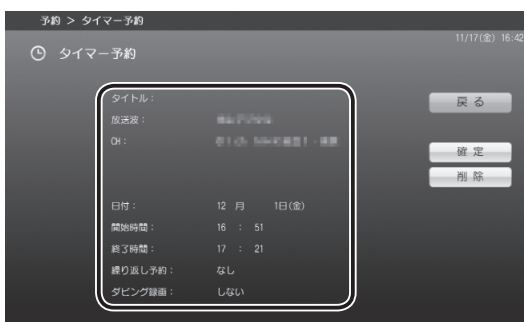 予約 > タイマー予約
11/17(金) 16:42
タイマー予約
タイトル：
放送波：
CH：
戻る
確定
削除
日付： 12 月 1日(金)
開始時間： 16 : 51
終了時間： 17 : 21
繰り返し予約： なし
ダビング録画： しない